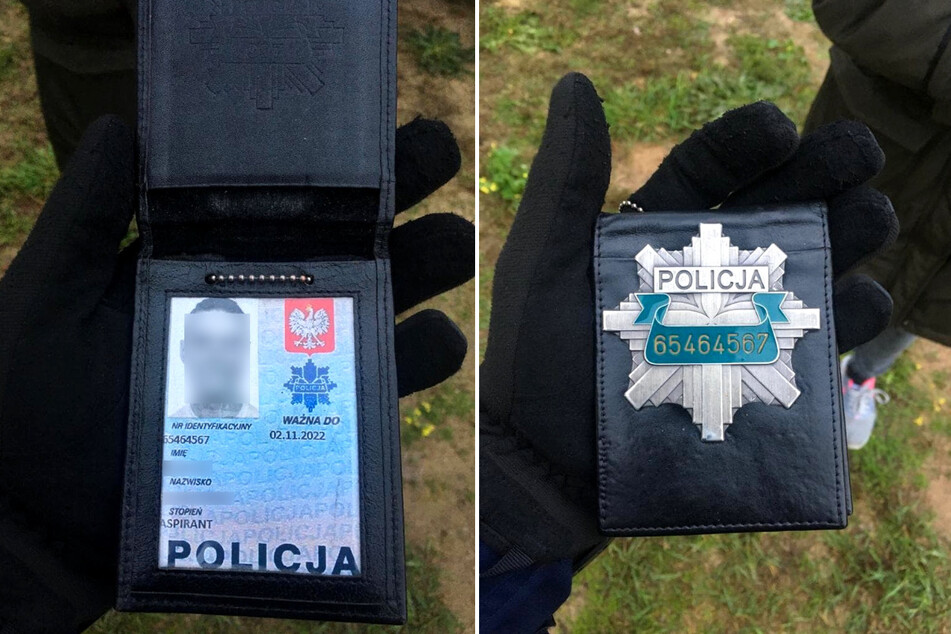 POLICJA
WAŻNA DO
02.11.2022
NR IDENTYFIKACYJNY
65464567
IMIĘ
NAZWISKO
STOPIEŃ
ASPIRANT
POLICJA
POLICJA
65464567